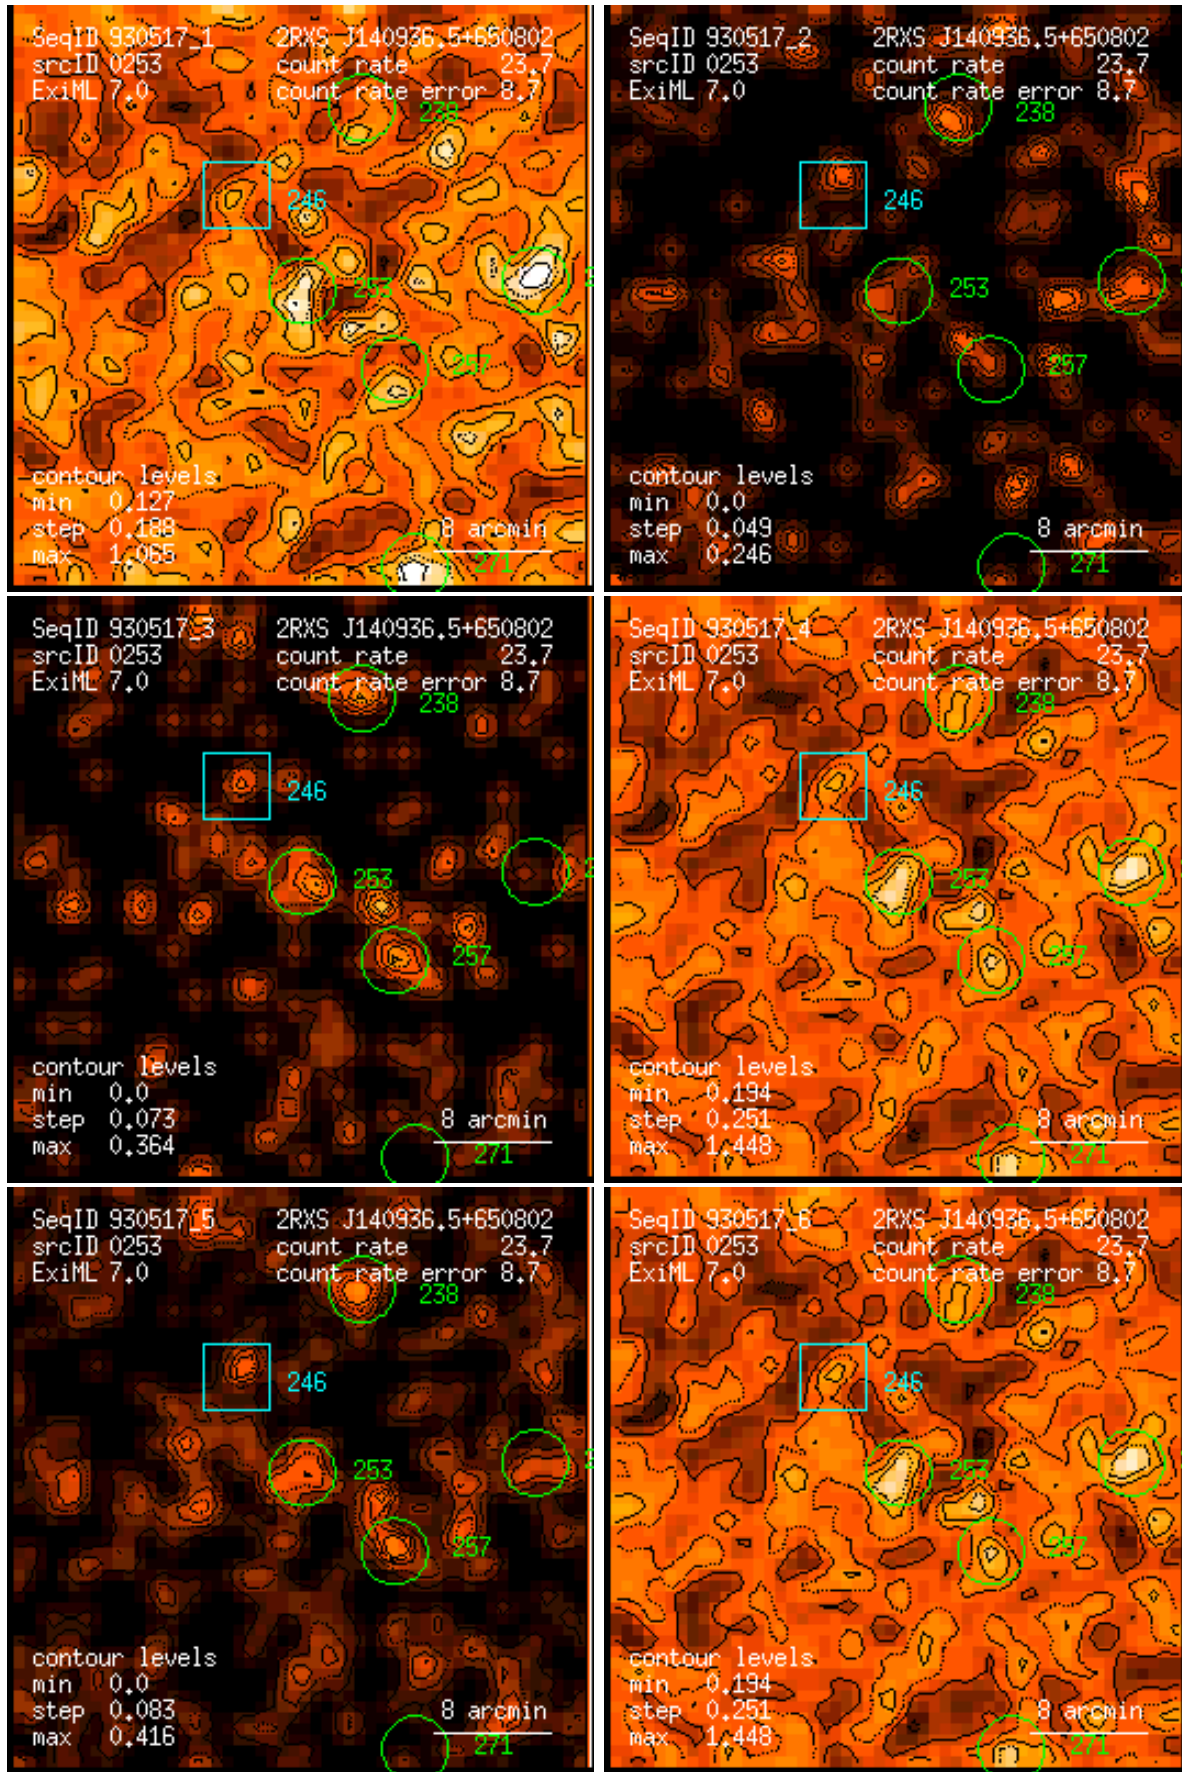 SeqID 930517_1 2RXS J140936.5+650802
srcID 0253 count rate 23.7
ExiML 7.0 count rate error 8.7
238
246
253
257
contour levels
min 0.127
step 0.188 8 arcmin
max 1.065 271
SeqID 930517_2 2RXS J140936.5+650802
srcID 0253 count rate 23.7
ExiML 7.0 count rate error 8.7
238
246
253
257
contour levels
min 0.0
step 0.049 8 arcmin
max 0.246 271
SeqID 930517_3 2RXS J140936.5+650802
srcID 0253 count rate 23.7
ExiML 7.0 count rate error 8.7
238
246
253
257
contour levels
min 0.0
step 0.073 8 arcmin
max 0.364 271
SeqID 930517_4 2RXS J140936.5+650802
srcID 0253 count rate 23.7
ExiML 7.0 count rate error 8.7
238
246
253
257
contour levels
min 0.194
step 0.251 8 arcmin
max 1.448 271
SeqID 930517_5 2RXS J140936.5+650802
srcID 0253 count rate 23.7
ExiML 7.0 count rate error 8.7
238
246
253
257
contour levels
min 0.0
step 0.083 8 arcmin
max 0.416 271
SeqID 930517_6 2RXS J140936.5+650802
srcID 0253 count rate 23.7
ExiML 7.0 count rate error 8.7
238
246
253
257
contour levels
min 0.194
step 0.251 8 arcmin
max 1.448 271